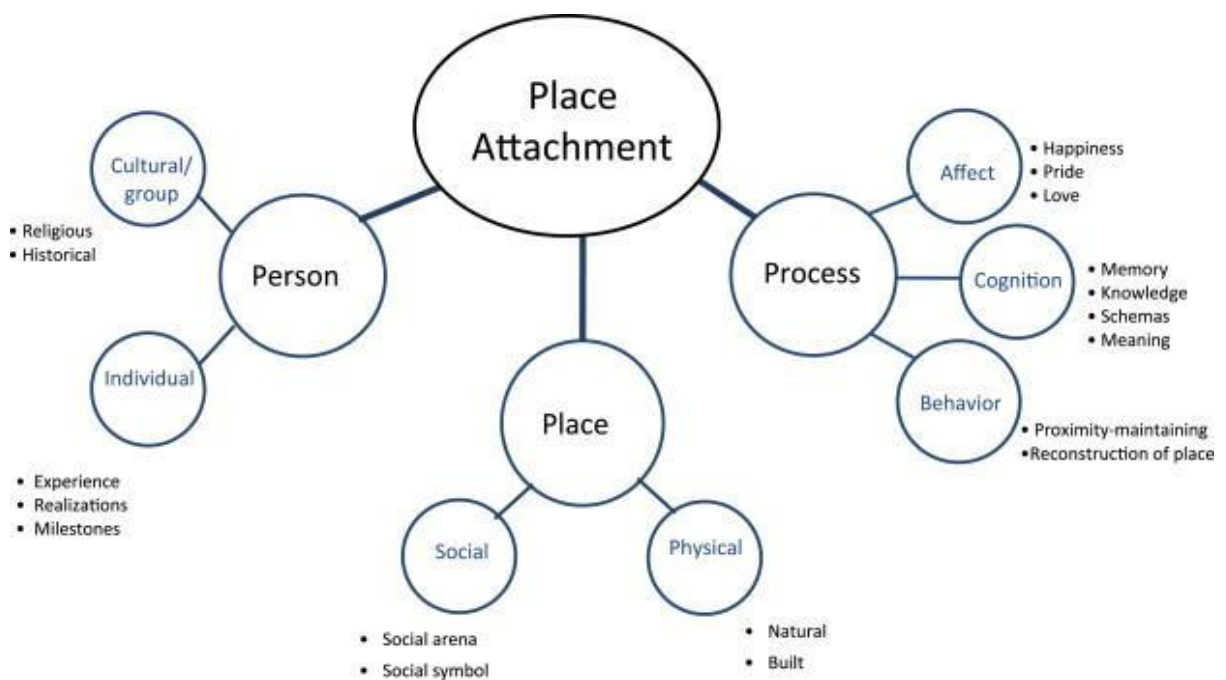 Place
Attachment
Cultural/
group
• Religious
• Historical
Person
Individual
• Experience
• Realizations
• Milestones
Place
Social
• Social arena
• Social symbol
Physical
• Natural
• Built
Process
Affect
• Happiness
• Pride
• Love
Cognition
• Memory
• Knowledge
• Schemas
• Meaning
Behavior
• Proximity-maintaining
•Reconstruction of place